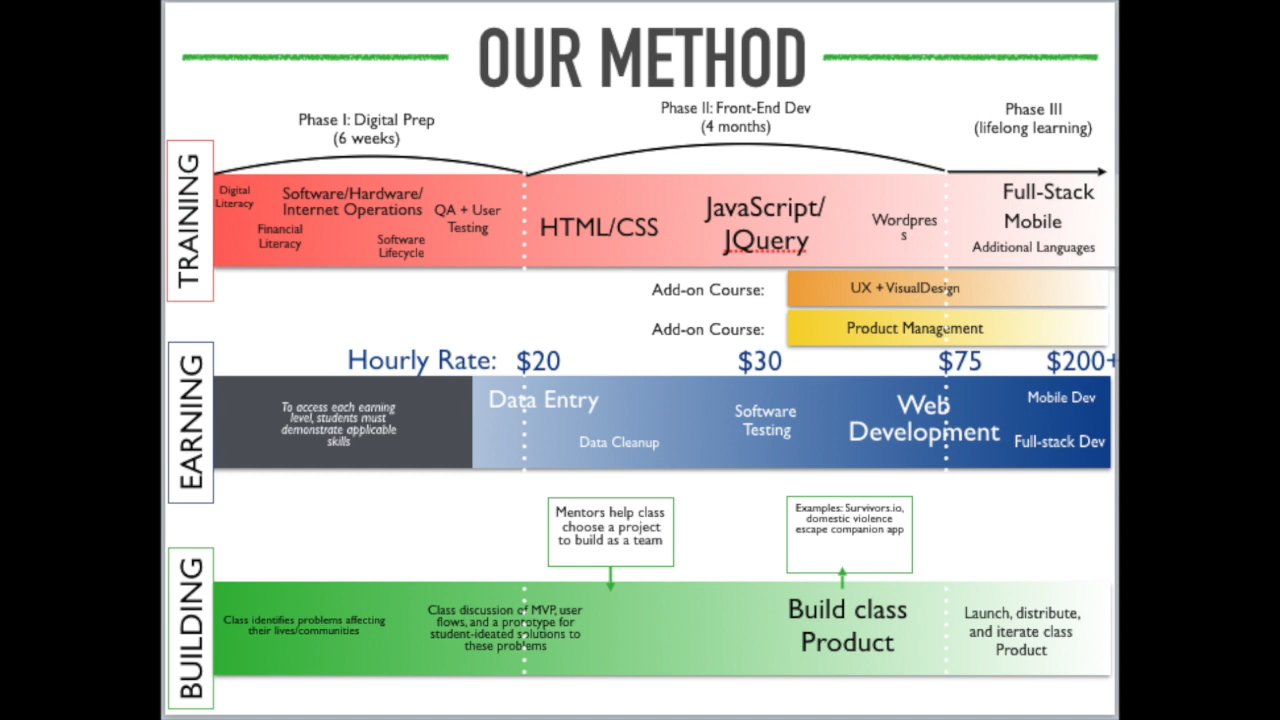 OUR METHOD
Phase I: Digital Prep
(6 weeks)
Phase II: Front-End Dev
(4 months)
Phase III
(lifelong learning)
TRAINING
Digital
Literacy
Software/Hardware/
Internet Operations
Financial
Literacy
Software
Lifecycle
QA + User
Testing
HTML/CSS
JavaScript/
JQuery
Wordpres
s
Full-Stack
Mobile
Additional Languages
Add-on Course:
UX + VisualDesign
Add-on Course:
Product Management
Hourly Rate:
$20
$30
$75
$200+
EARNING
To access each earning
level, students must
demonstrate applicable
skills
Data Entry
Data Cleanup
Software
Testing
Web
Development
Mobile Dev
Full-stack Dev
Mentors help class
choose a project
to build as a team
Examples: Survivors.io,
domestic violence
escape companion app
BUILDING
Class identifies problems affecting
their lives/communities
Class discussion of MVP, user
flows, and a prototype for
student-ideated solutions to
these problems
Build class
Product
Launch, distribute,
and iterate class
Product